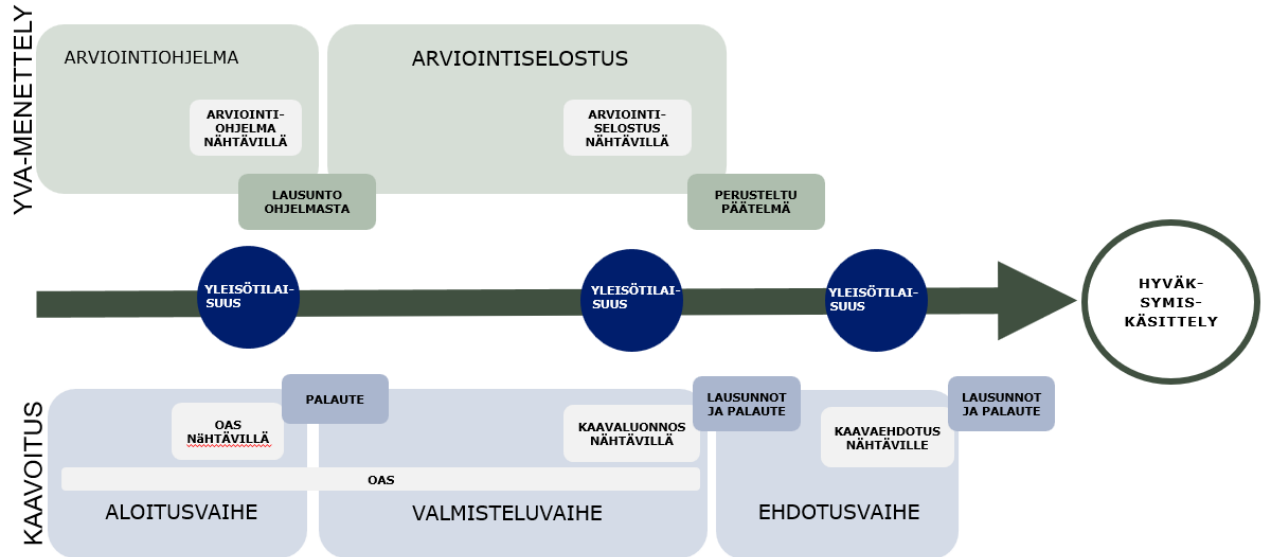 YVA-MENETTELY
ARVIOINTIOHJELMA
ARVIOINTI-
OHJELMA
NÄHTÄVILLÄ
LAUSUNTO
OHJELMASTA
ARVIOINTISELOSTUS
ARVIOINTI-
SELOSTUS
NÄHTÄVILLÄ
PERUSTELTU
PÄÄTELMÄ
YLEISÖTILAI-
SUUS
YLEISÖTILAI-
SUUS
YLEISÖTILAI-
SUUS
HYVÄK-
SYMIS-
KÄSITTELY
KAAVOITUS
OAS
NäHTÄVILLÄ
PALAUTE
KAAVALUONNOS
NÄHTÄVILLÄ
LAUSUNNOT
JA PALAUTE
KAAVAEHDOTUS
NÄHTÄVILLE
LAUSUNNOT
JA PALAUTE
OAS
ALOITUSVAIHE
VALMISTELUVAIHE
EHDOTUSVAIHE